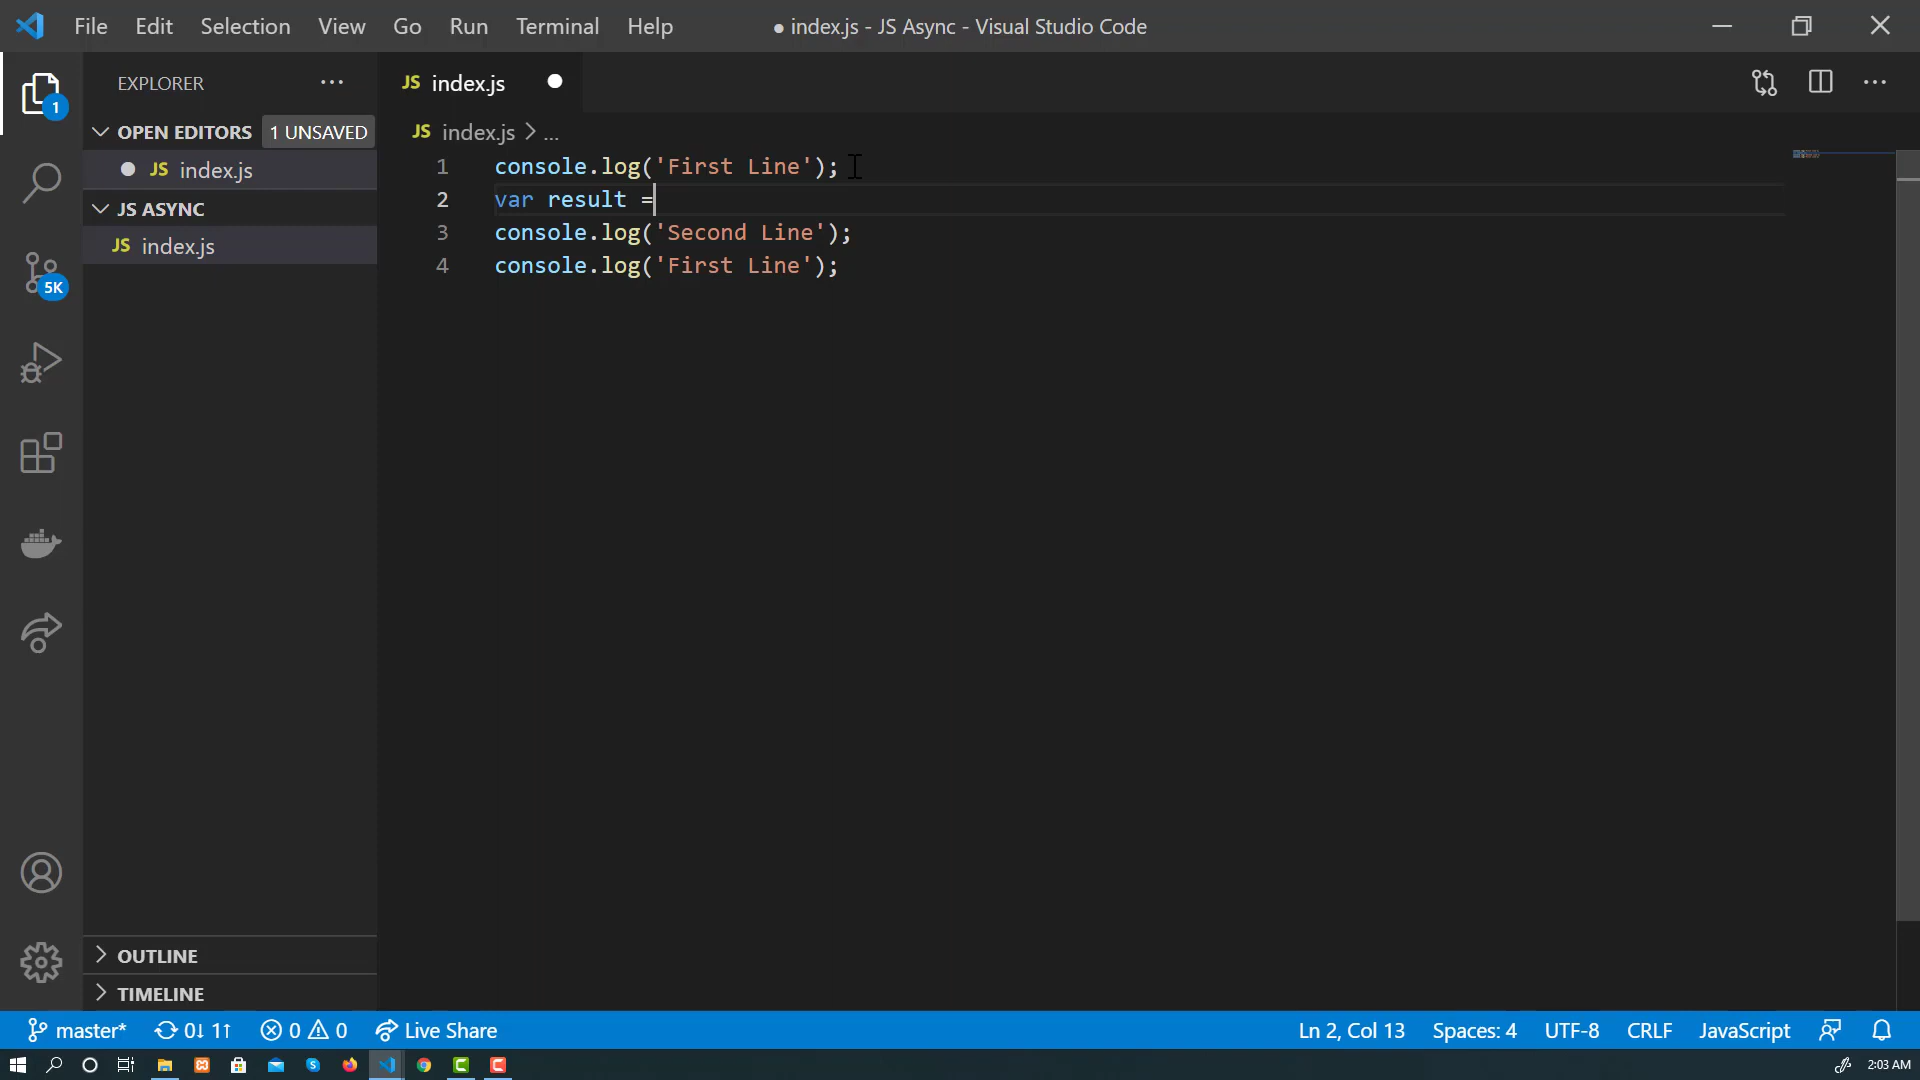 File Edit Selection View Go Run Terminal Help ● index.js - JS Async - Visual Studio Code
EXPLORER ...
JS index.js ●
1
OPEN EDITORS 1 UNSAVED
JS index.js > ...
● JS index.js
JS ASYNC
JS index.js
5K
1 console.log('First Line');
2 var result =
3 console.log('Second Line');
4 console.log('First Line');
OUTLINE
TIMELINE
master* 0↓ 1↑ 0 0 Live Share Ln 2, Col 13 Spaces: 4 UTF-8 CRLF JavaScript
2:03 AM